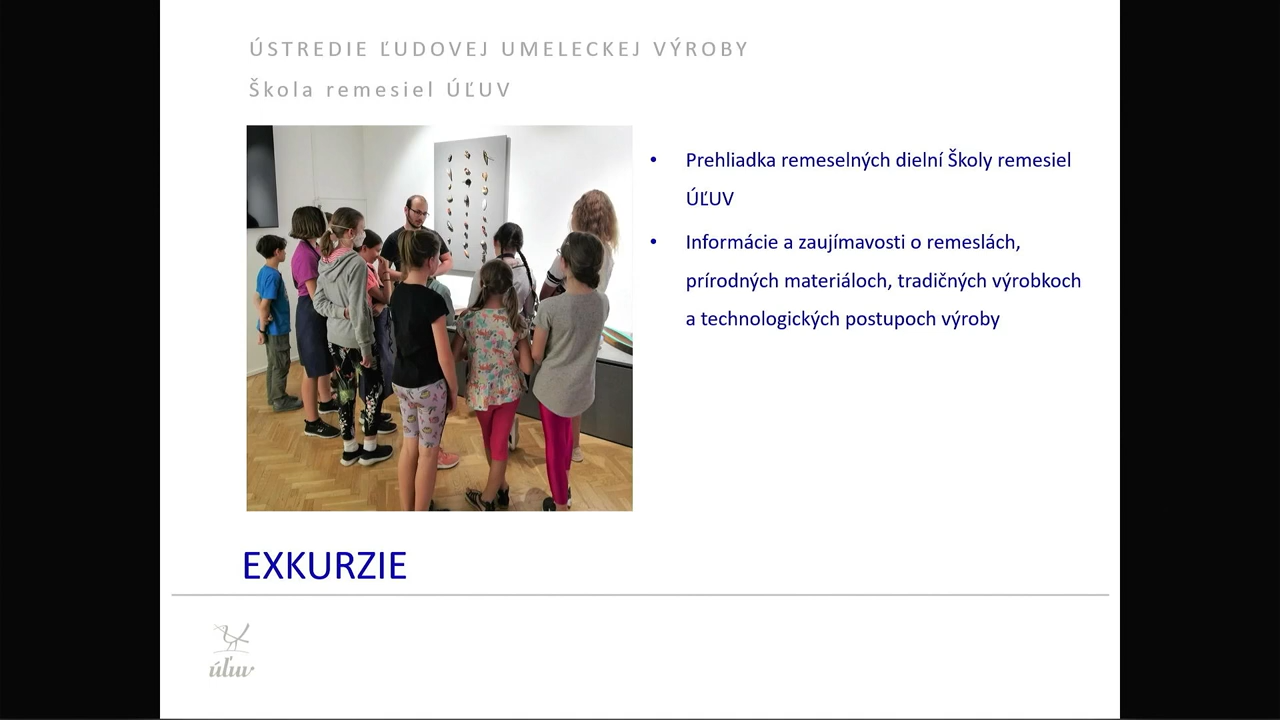 ÚSTREDIE ĽUDOVEJ UMELECKEJ VÝROBY
Škola remesiel ÚĽUV
• Prehliadka remeselných dielní Školy remesiel
ÚĽUV
• Informácie a zaujímavosti o remeslách,
prírodných materiáloch, tradičných výrobkoch
a technologických postupoch výroby
EXKURZIE
úľuv